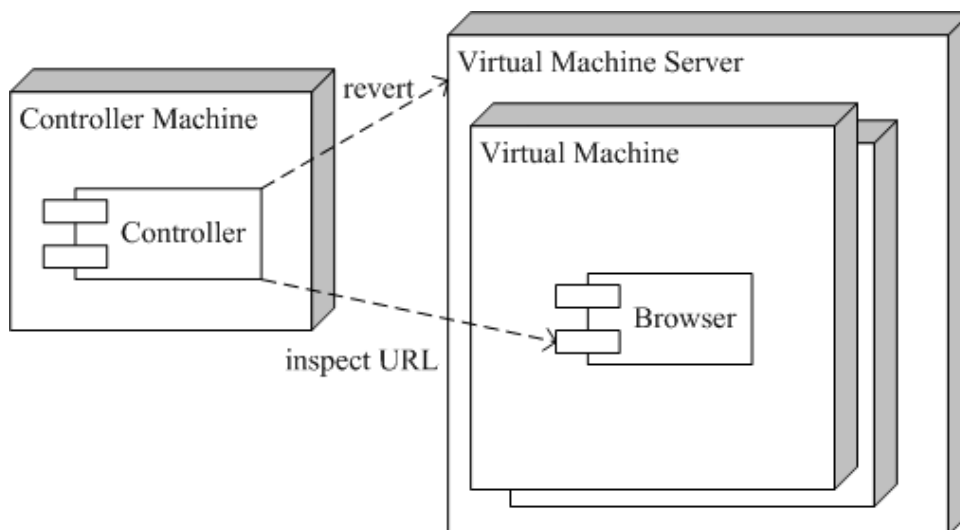 Controller Machine
Controller
revert
inspect URL
Virtual Machine Server
Virtual Machine
Browser